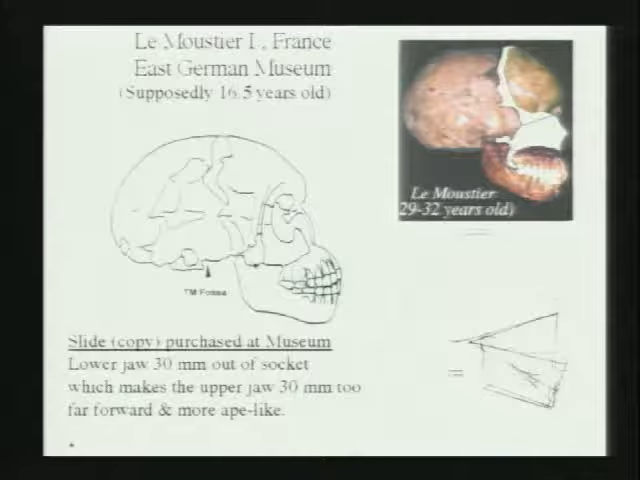 Le Moustier I , France
East German Museum
(Supposedly 16.5 years old)
Le Moustier
29-32 years old)
TM Fossa
Slide (copy) purchased at Museum
Lower jaw 30 mm out of socket
which makes the upper jaw 30 mm too
far forward & more ape-like.